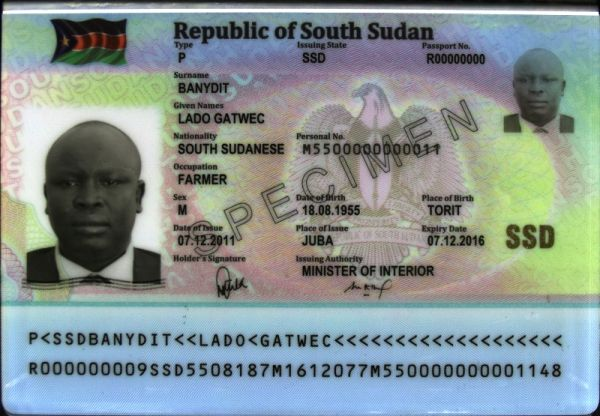 Republic of South Sudan
Type Issuing State Passport No.
P SSD R00000000
Surname
BANYDIT
Given Names
LADO GATWEC
Nationality Personal No.
SOUTH SUDANESE M5500000000011
Occupation
FARMER
Sex Date of Birth Place of Birth
M 18.08.1955 TORIT
Date of Issue Place of Issue Expiry Date
07.12.2011 JUBA 07.12.2016
SSD
Holder's Signature Issuing Authority
MINISTER OF INTERIOR
SPECIMEN
P<SSDBANYDIT<<LADO<GATWEC<<<<<<<<<<<<<<<<<<<
R000000009SSD5508187M1612077M550000000001148